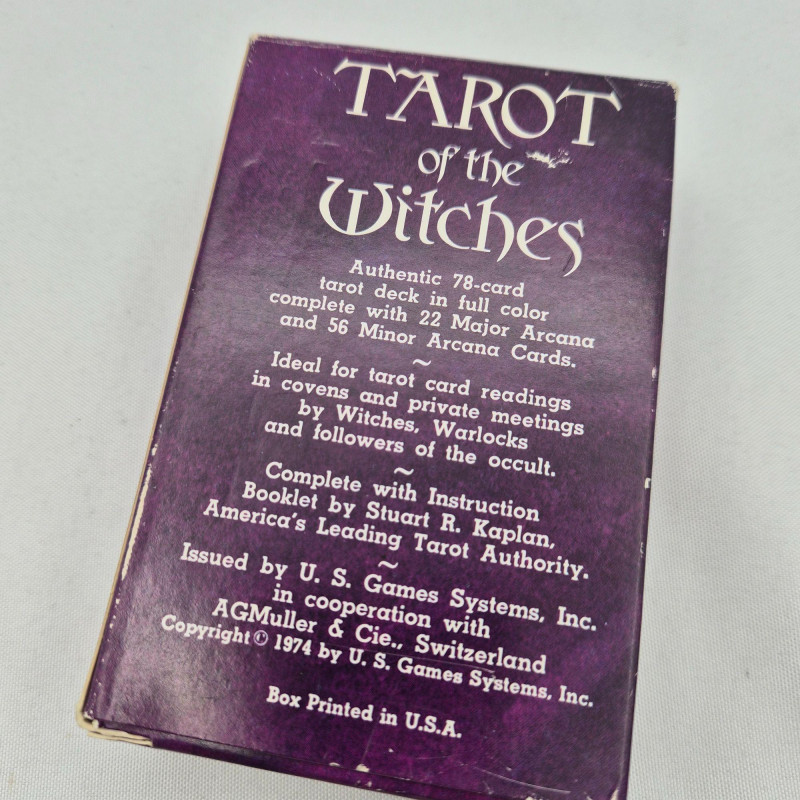 TAROT
of the
Witches
Authentic 78-card
tarot deck in full color
complete with 22 Major Arcana
and 56 Minor Arcana Cards.
~
Ideal for tarot card readings
in covens and private meetings
by Witches, Warlocks
and followers of the occult.
~
Complete with Instruction
Booklet by Stuart R. Kaplan,
America's Leading Tarot Authority.
~
Issued by U. S. Games Systems, Inc.
in cooperation with
AGMuller & Cie., Switzerland
Copyright © 1974 by U. S. Games Systems, Inc.
Box Printed in U.S.A.